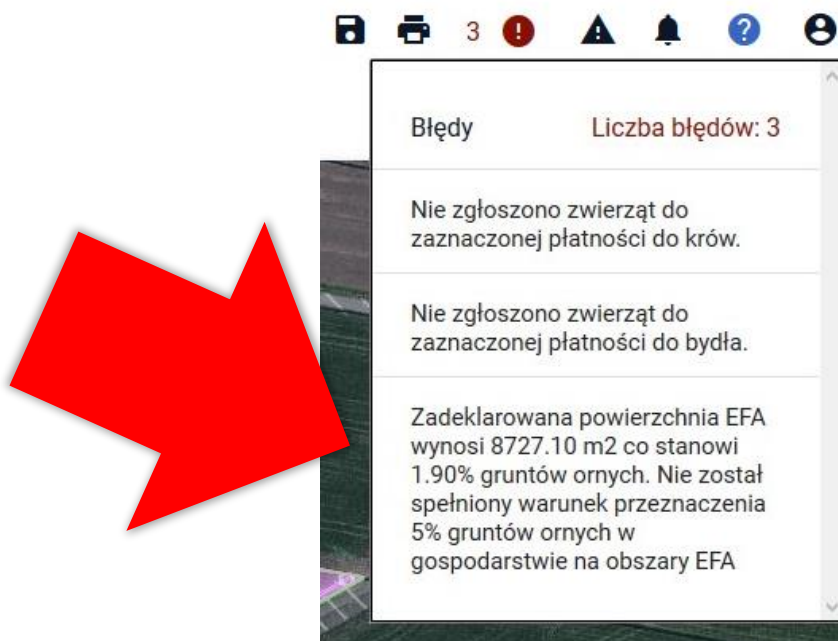 3
Błędy Liczba błędów: 3
Nie zgłoszono zwierząt do
zaznaczonej płatności do krów.
Nie zgłoszono zwierząt do
zaznaczonej płatności do bydła.
Zadeklarowana powierzchnia EFA
wynosi 8727.10 m2 co stanowi
1.90% gruntów ornych. Nie został
spełniony warunek przeznaczenia
5% gruntów ornych w
gospodarstwie na obszary EFA